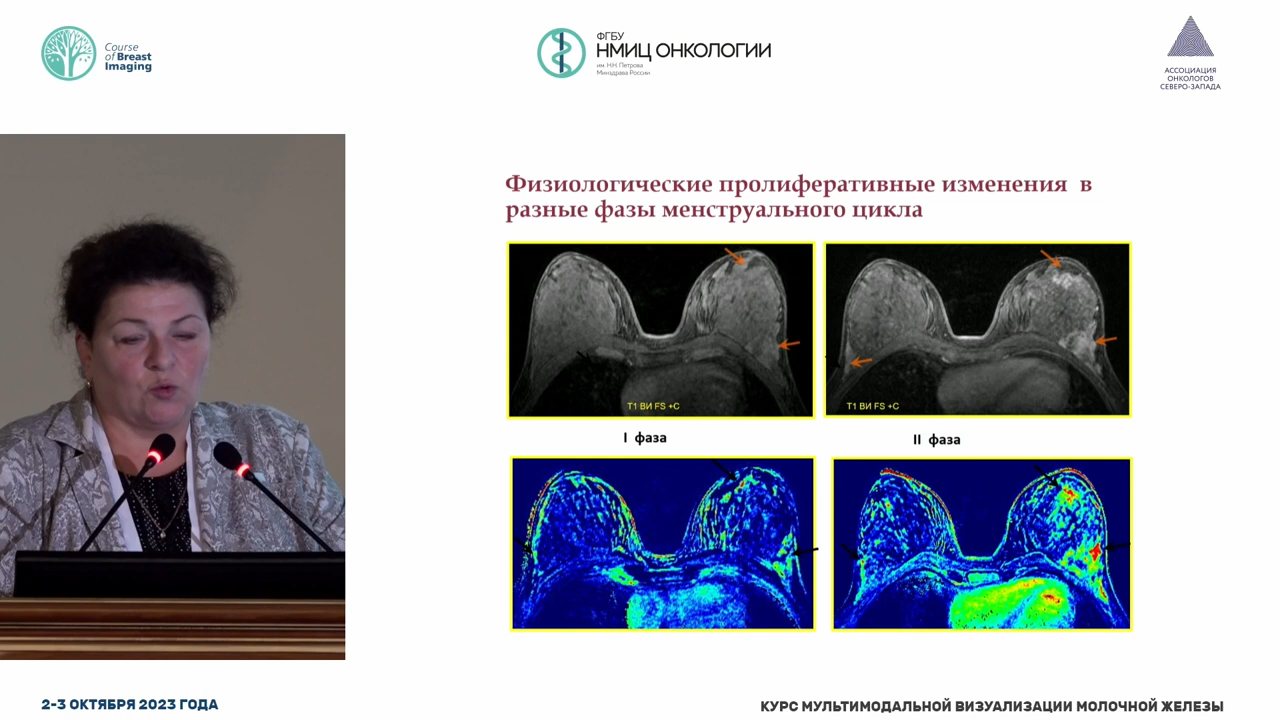 Course
of Breast
Imaging
ФГБУ
НМИЦ ОНКОЛОГИИ
им. Н.Н. Петрова
Минздрава России
АССОЦИАЦИЯ
ОНКОЛОГОВ
СЕВЕРО-ЗАПАДА
Физиологические пролиферативные изменения в
разные фазы менструального цикла
Т1 ВИ FS +C
Т1 ВИ FS +C
I фаза
II фаза
2-3 ОКТЯБРЯ 2023 ГОДА
КУРС МУЛЬТИМОДАЛЬНОЙ ВИЗУАЛИЗАЦИИ МОЛОЧНОЙ ЖЕЛЕЗЫ